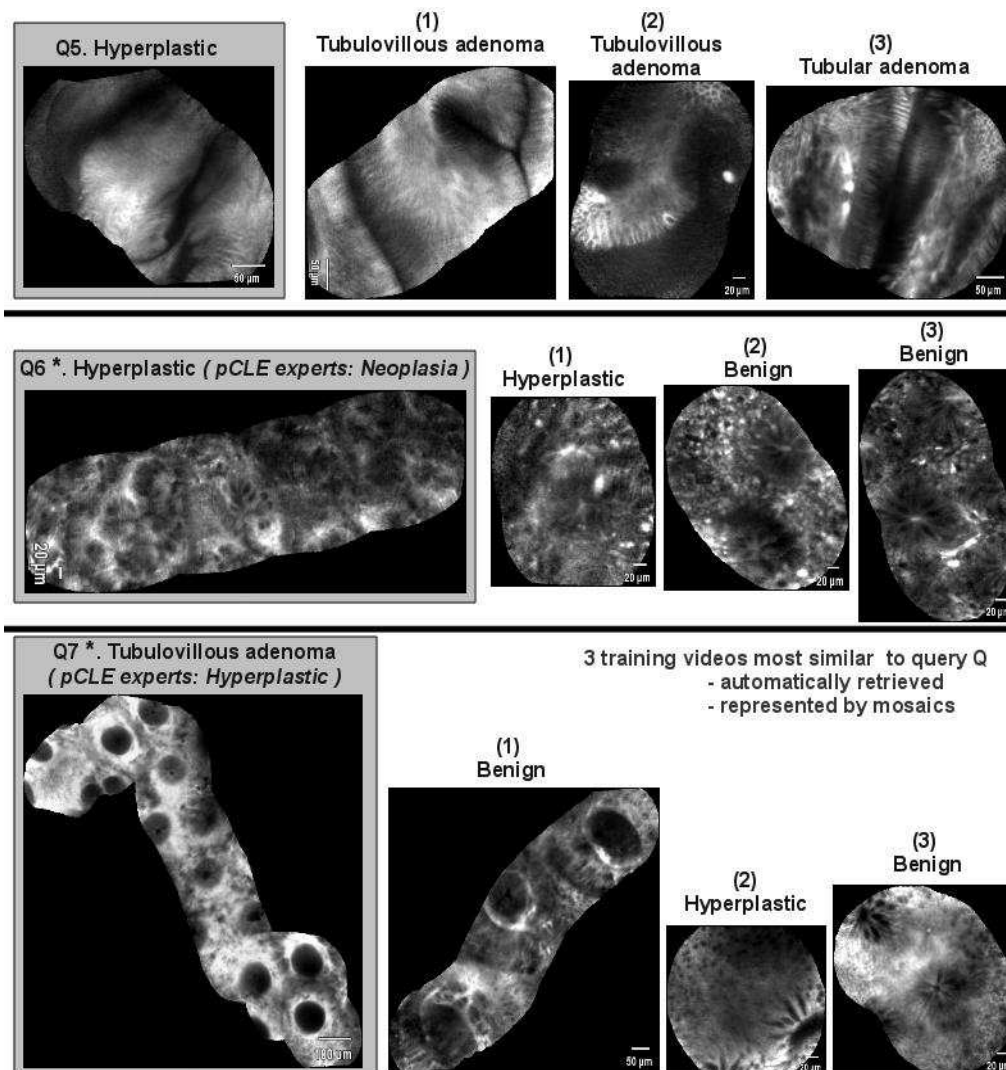 Q5. Hyperplastic
50 µm
(1)
Tubulovillous adenoma
50 µm
(2)
Tubulovillous
adenoma
20 µm
(3)
Tubular adenoma
50 µm
Q6 *. Hyperplastic ( pCLE experts: Neoplasia )
20 µm
(1)
Hyperplastic
20 µm
(2)
Benign
20 µm
(3)
Benign
20 µm
Q7 *. Tubulovillous adenoma
( pCLE experts: Hyperplastic )
100 µm
3 training videos most similar to query Q
- automatically retrieved
- represented by mosaics
(1)
Benign
50 µm
(2)
Hyperplastic
20 µm
(3)
Benign